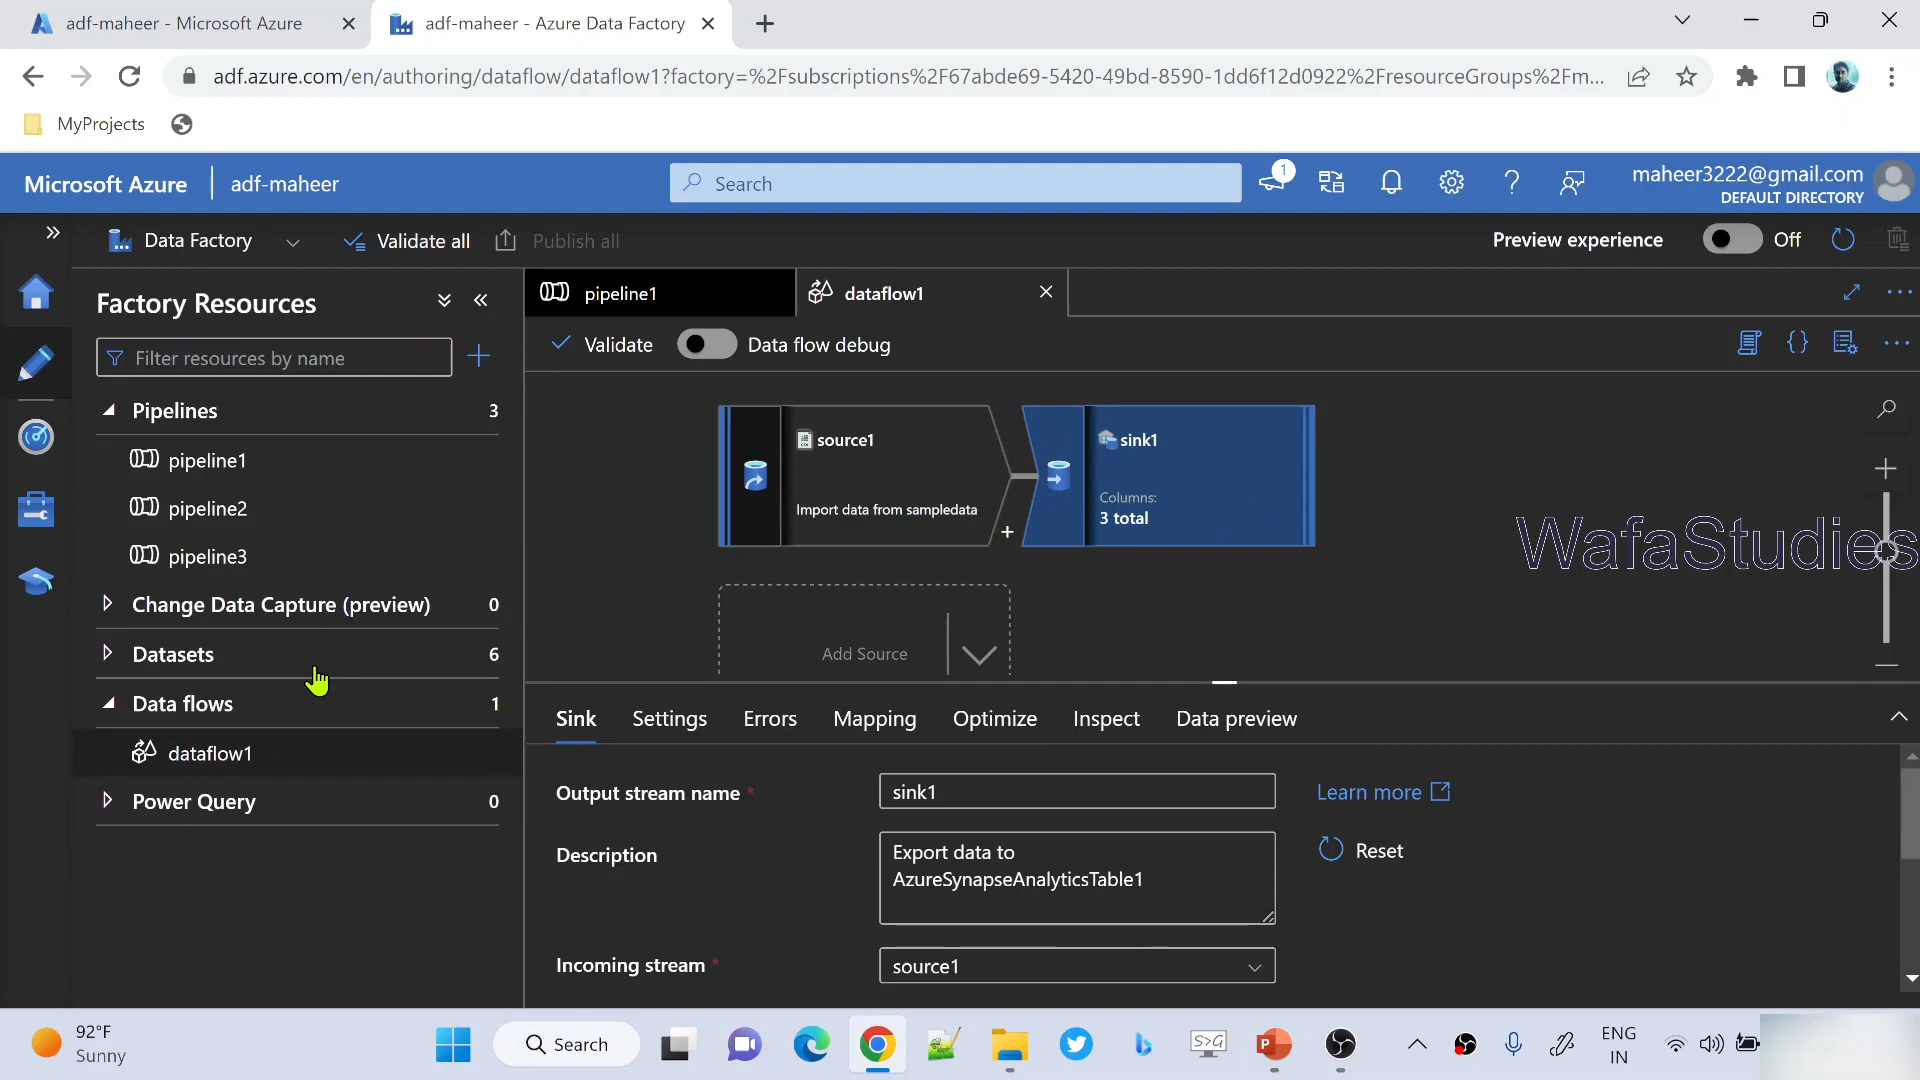 adf-maheer - Microsoft Azure
adf-maheer - Azure Data Factory
adf.azure.com/en/authoring/dataflow/dataflow1?factory=%2Fsubscriptions%2F67abde69-5420-49bd-8590-1dd6f12d0922%2FresourceGroups%2Fm...
MyProjects
Microsoft Azure
adf-maheer
Search
1
maheer3222@gmail.com
DEFAULT DIRECTORY
Data Factory
Validate all
Publish all
Preview experience
Off
Factory Resources
Filter resources by name
Pipelines 3
pipeline1
pipeline2
pipeline3
Change Data Capture (preview) 0
Datasets 6
Data flows 1
dataflow1
Power Query 0
pipeline1
dataflow1
Validate
Data flow debug
source1
Import data from sampledata
sink1
Columns:
3 total
Add Source
WafaStudies
Sink
Settings
Errors
Mapping
Optimize
Inspect
Data preview
Output stream name *
sink1
Learn more
Description
Export data to
AzureSynapseAnalyticsTable1
Reset
Incoming stream *
source1
92°F
Sunny
Search
S>G
ENG
IN